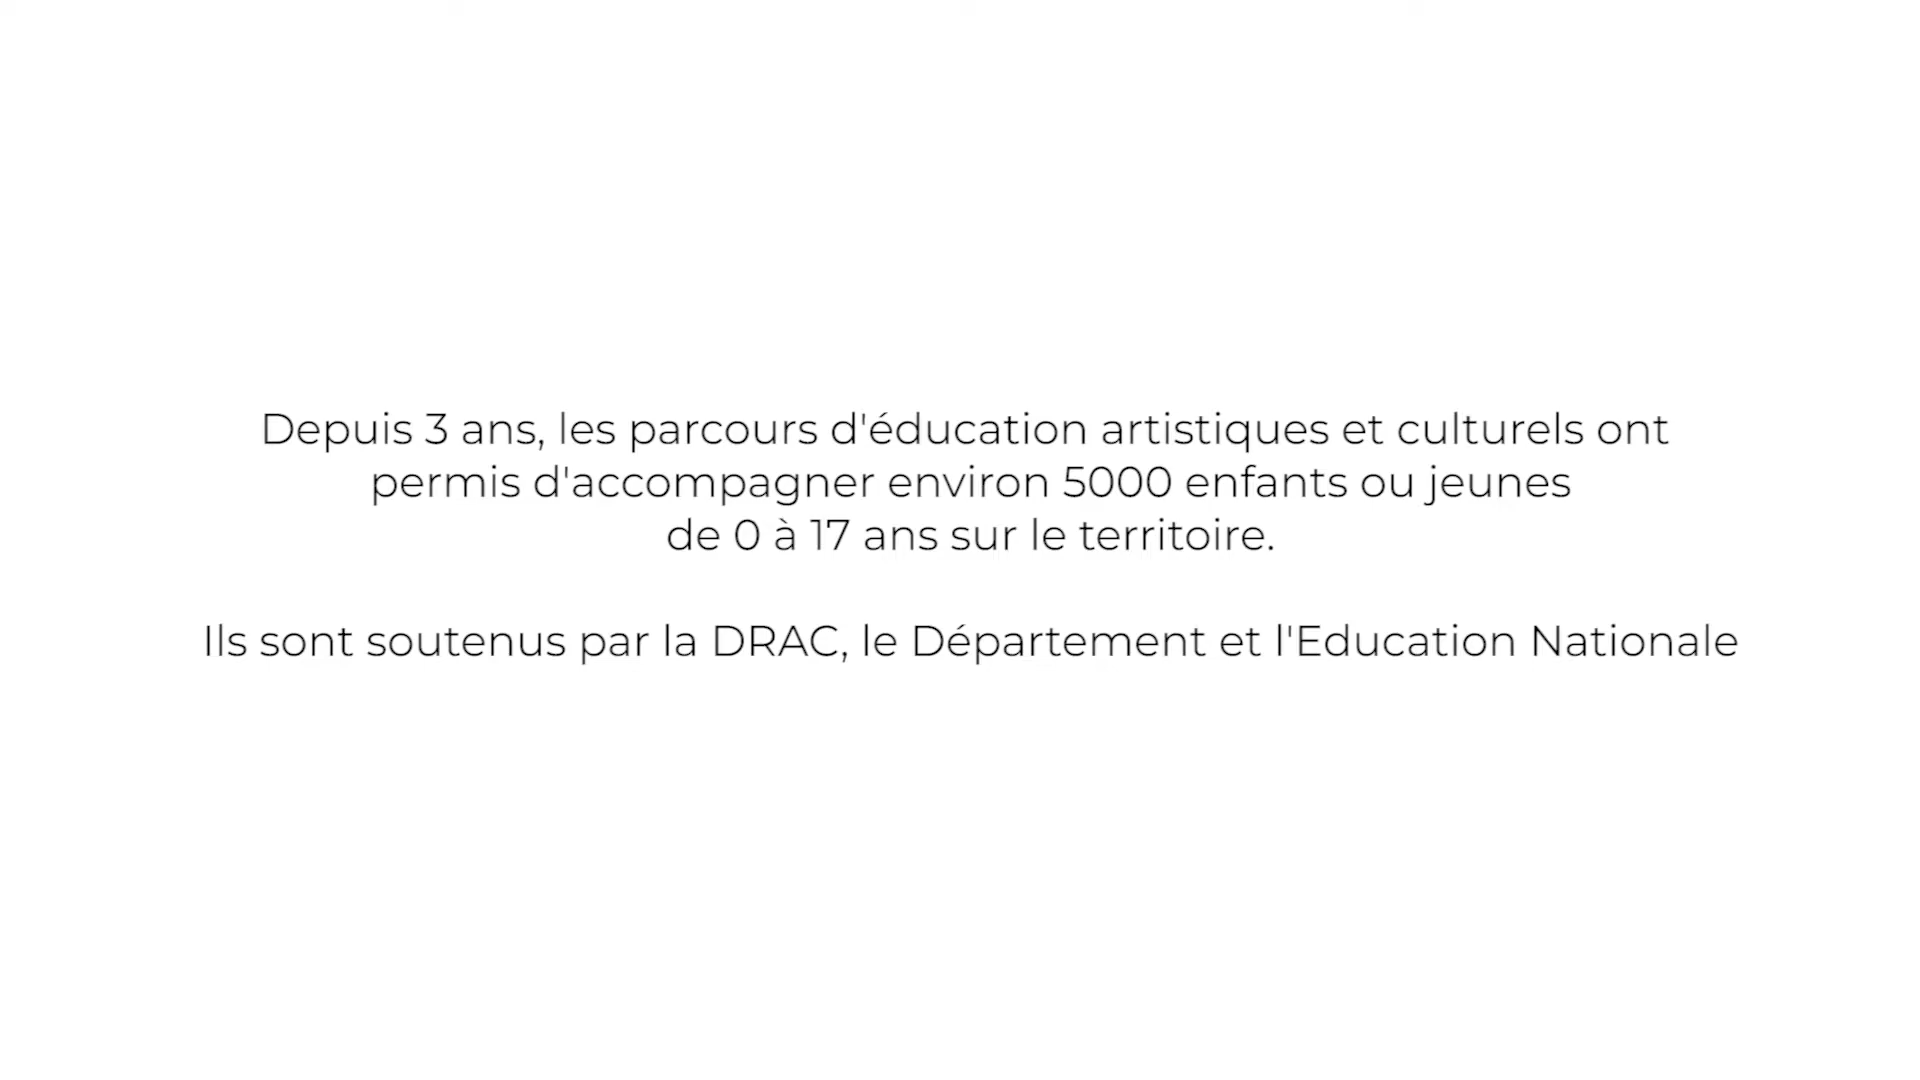 Depuis 3 ans, les parcours d'éducation artistiques et culturels ont
permis d'accompagner environ 5000 enfants ou jeunes
de 0 à 17 ans sur le territoire.
Ils sont soutenus par la DRAC, le Département et l'Education Nationale